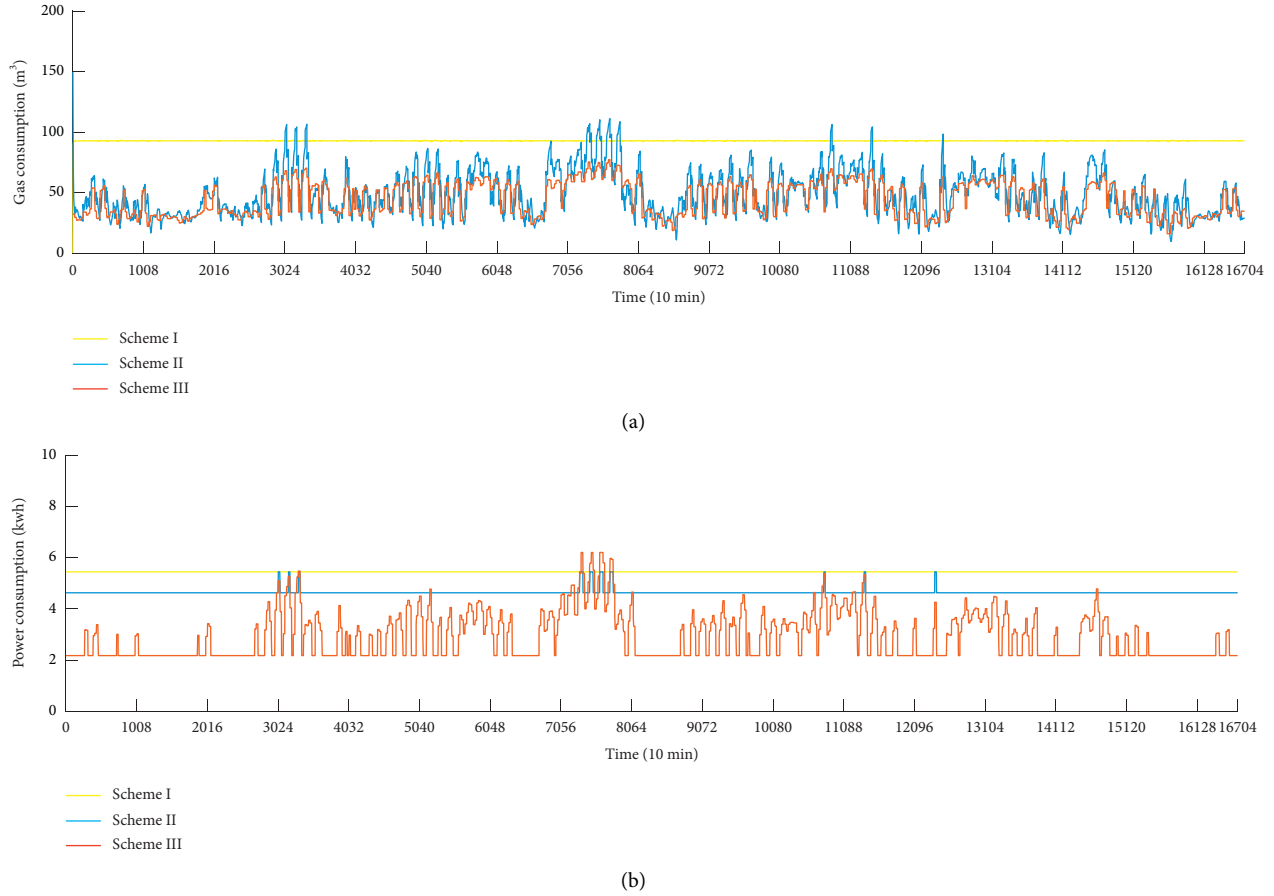 200
150
100
50
0
Gas consumption (m³)
0 1008 2016 3024 4032 5040 6048 7056 8064 9072 10080 11088 12096 13104 14112 15120 16128 16704
Time (10 min)
Scheme I
Scheme II
Scheme III
(a)
10
8
6
4
2
0
Power consumption (kwh)
0 1008 2016 3024 4032 5040 6048 7056 8064 9072 10080 11088 12096 13104 14112 15120 16128 16704
Time (10 min)
Scheme I
Scheme II
Scheme III
(b)